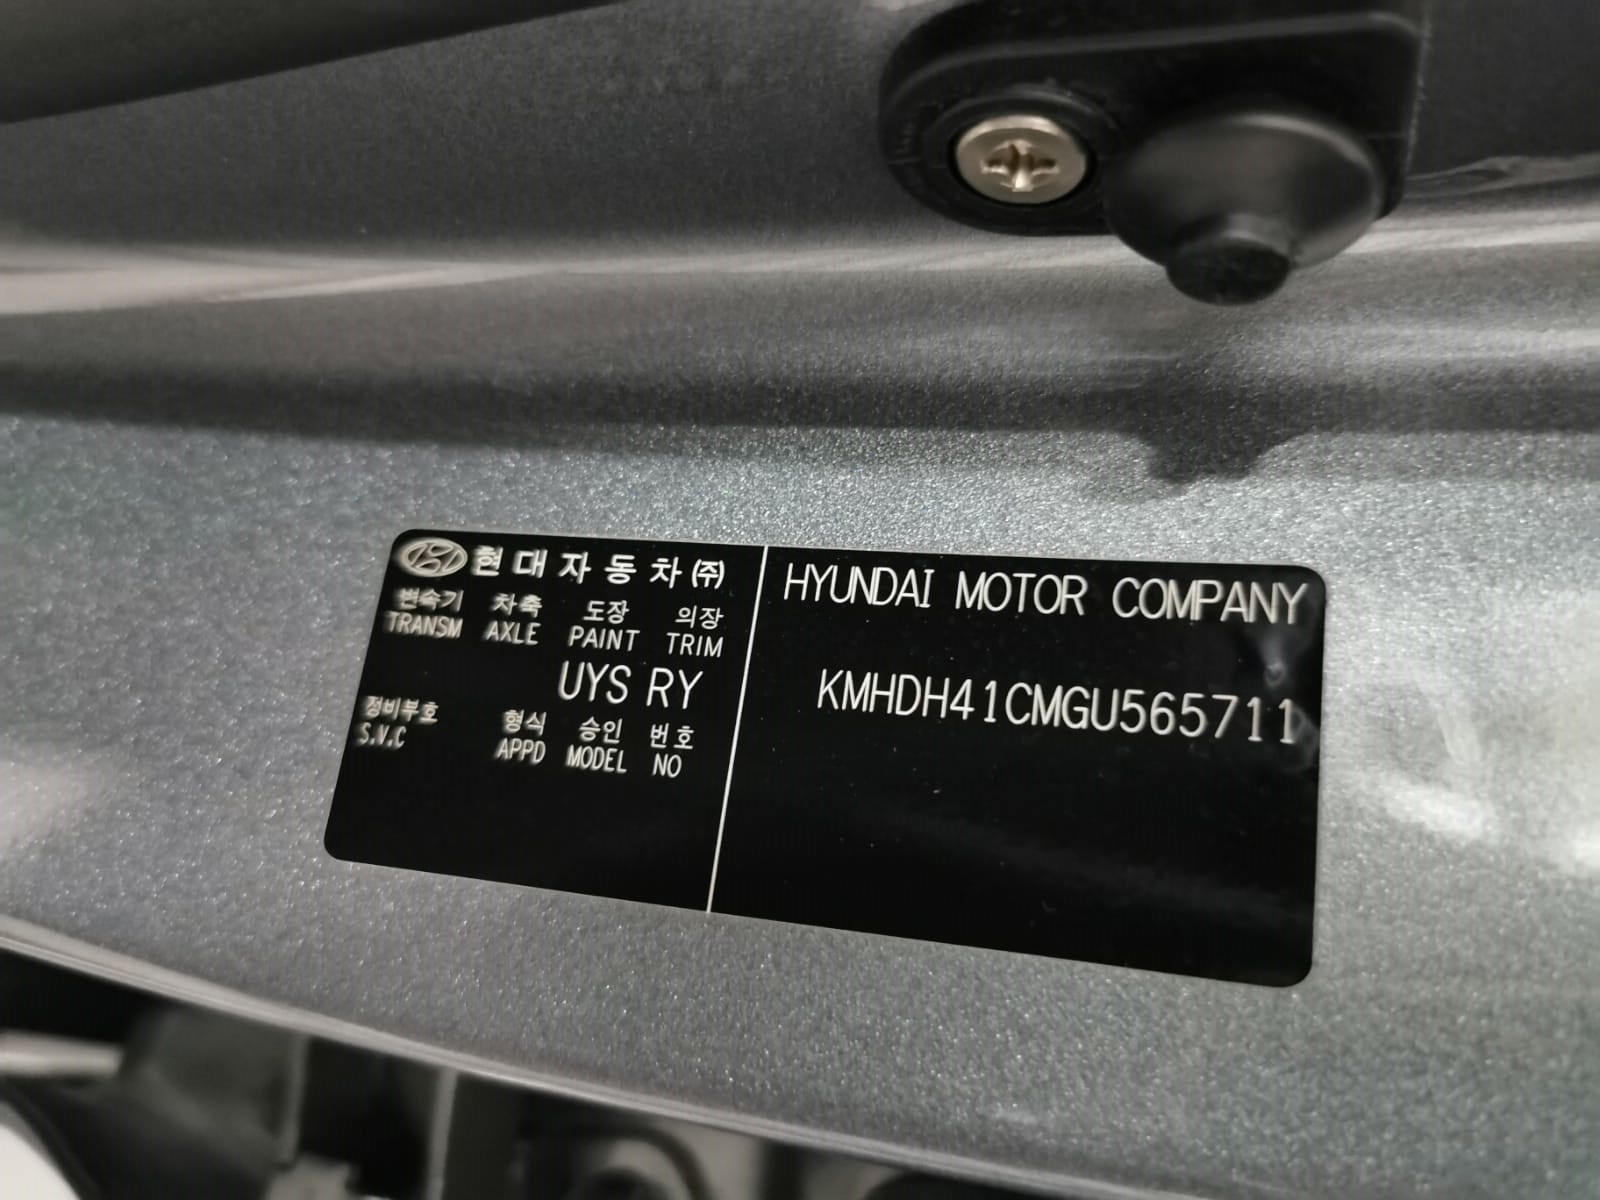 현대자동차㈜
변속기 차축 도장 의장
TRANSM AXLE PAINT TRIM
UYS RY
정비부호 형식 승인 번호
S.V.C APPD MODEL NO
HYUNDAI MOTOR COMPANY
KMHDH41CMGU565711